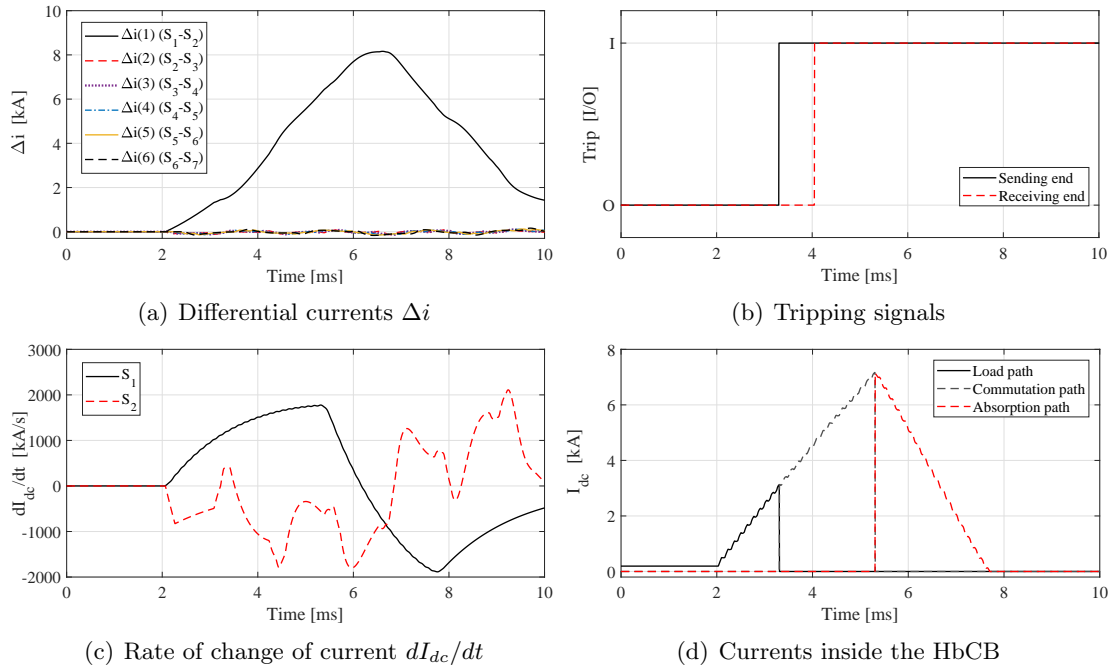 10
8
6
4
2
0
Δi [kA]
Δi(1) (S₁-S₂)
Δi(2) (S₂-S₃)
Δi(3) (S₃-S₄)
Δi(4) (S₄-S₅)
Δi(5) (S₅-S₆)
Δi(6) (S₆-S₇)
0 2 4 6 8 10
Time [ms]
(a) Differential currents Δi
I
O
Trip [I/O]
Sending end
Receiving end
0 2 4 6 8 10
Time [ms]
(b) Tripping signals
3000
2000
1000
0
-1000
-2000
dI_dc/dt [kA/s]
S₁
S₂
0 2 4 6 8 10
Time [ms]
(c) Rate of change of current dI_dc/dt
8
6
4
2
0
I_dc [kA]
Load path
Commutation path
Absorption path
0 2 4 6 8 10
Time [ms]
(d) Currents inside the HbCB